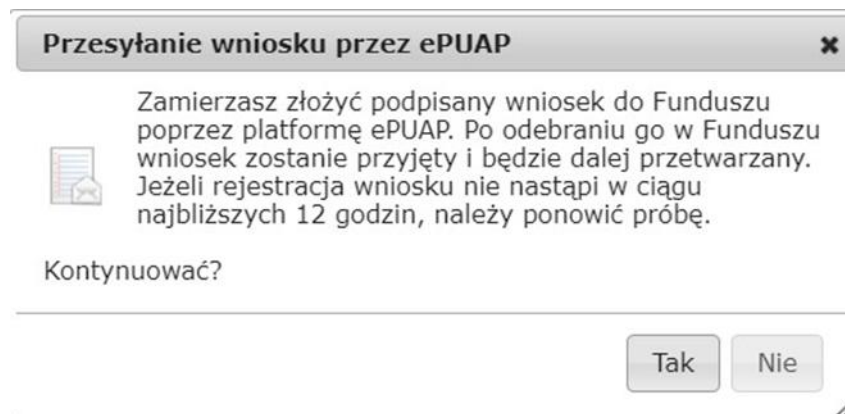 Przesyłanie wniosku przez ePUAP
Zamierzasz złożyć podpisany wniosek do Funduszu
poprzez platformę ePUAP. Po odebraniu go w Funduszu
wniosek zostanie przyjęty i będzie dalej przetwarzany.
Jeżeli rejestracja wniosku nie nastąpi w ciągu
najbliższych 12 godzin, należy ponowić próbę.
Kontynuować?
Tak Nie